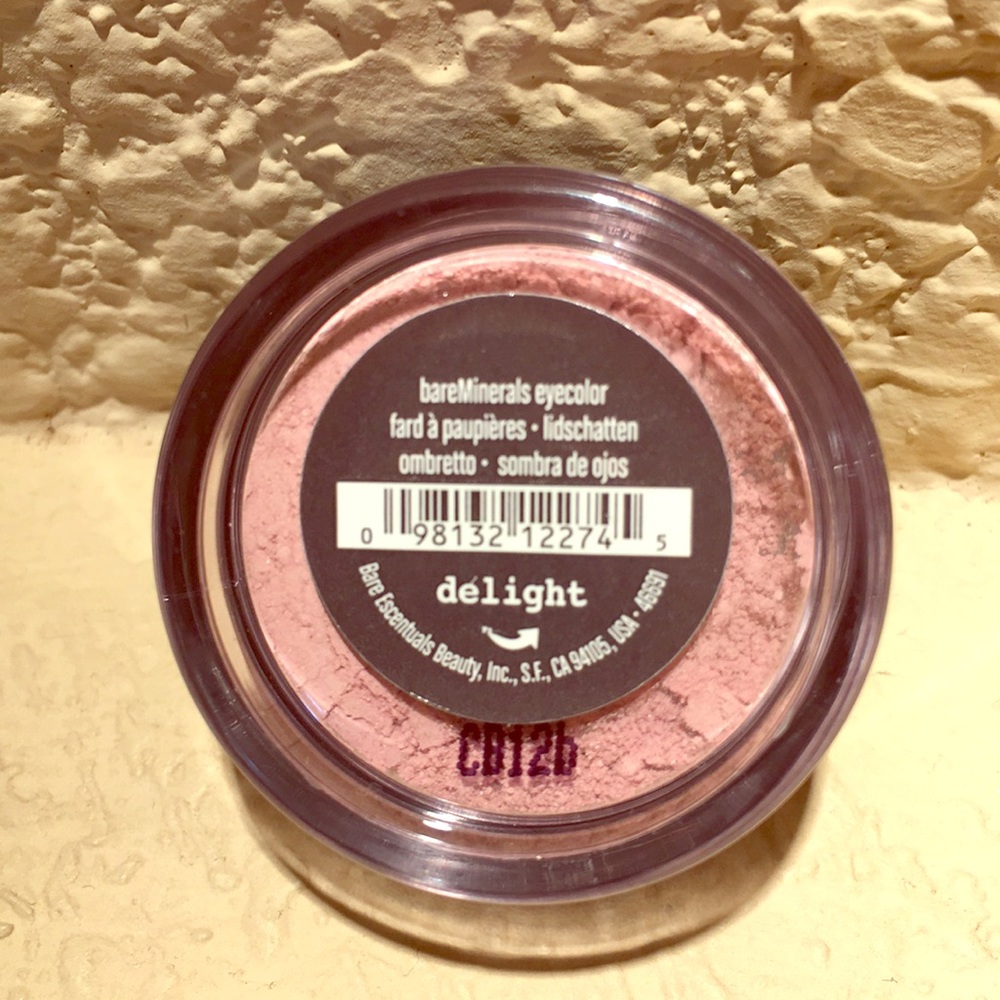 bareMinerals eyecolor
fard à paupières • lidschatten
ombretto • sombra de ojos
0 98132 12274 5
délight
Bare Escentuals Beauty, Inc., S.F., CA 94105, USA • 46691
CB12b